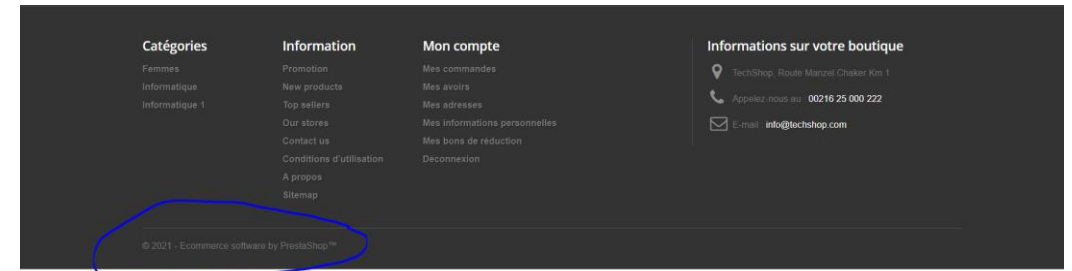 Catégories
Femmes
Informatique
Informatique 1
Information
Promotion
New products
Top sellers
Our stores
Contact us
Conditions d'utilisation
A propos
Sitemap
Mon compte
Mes commandes
Mes avoirs
Mes adresses
Mes informations personnelles
Mes bons de réduction
Déconnexion
Informations sur votre boutique
TechShop, Route Manzel Chaker Km 1
Appelez-nous au 00216 25 000 222
E-mail info@techshop.com
© 2021 - Ecommerce software by PrestaShop™